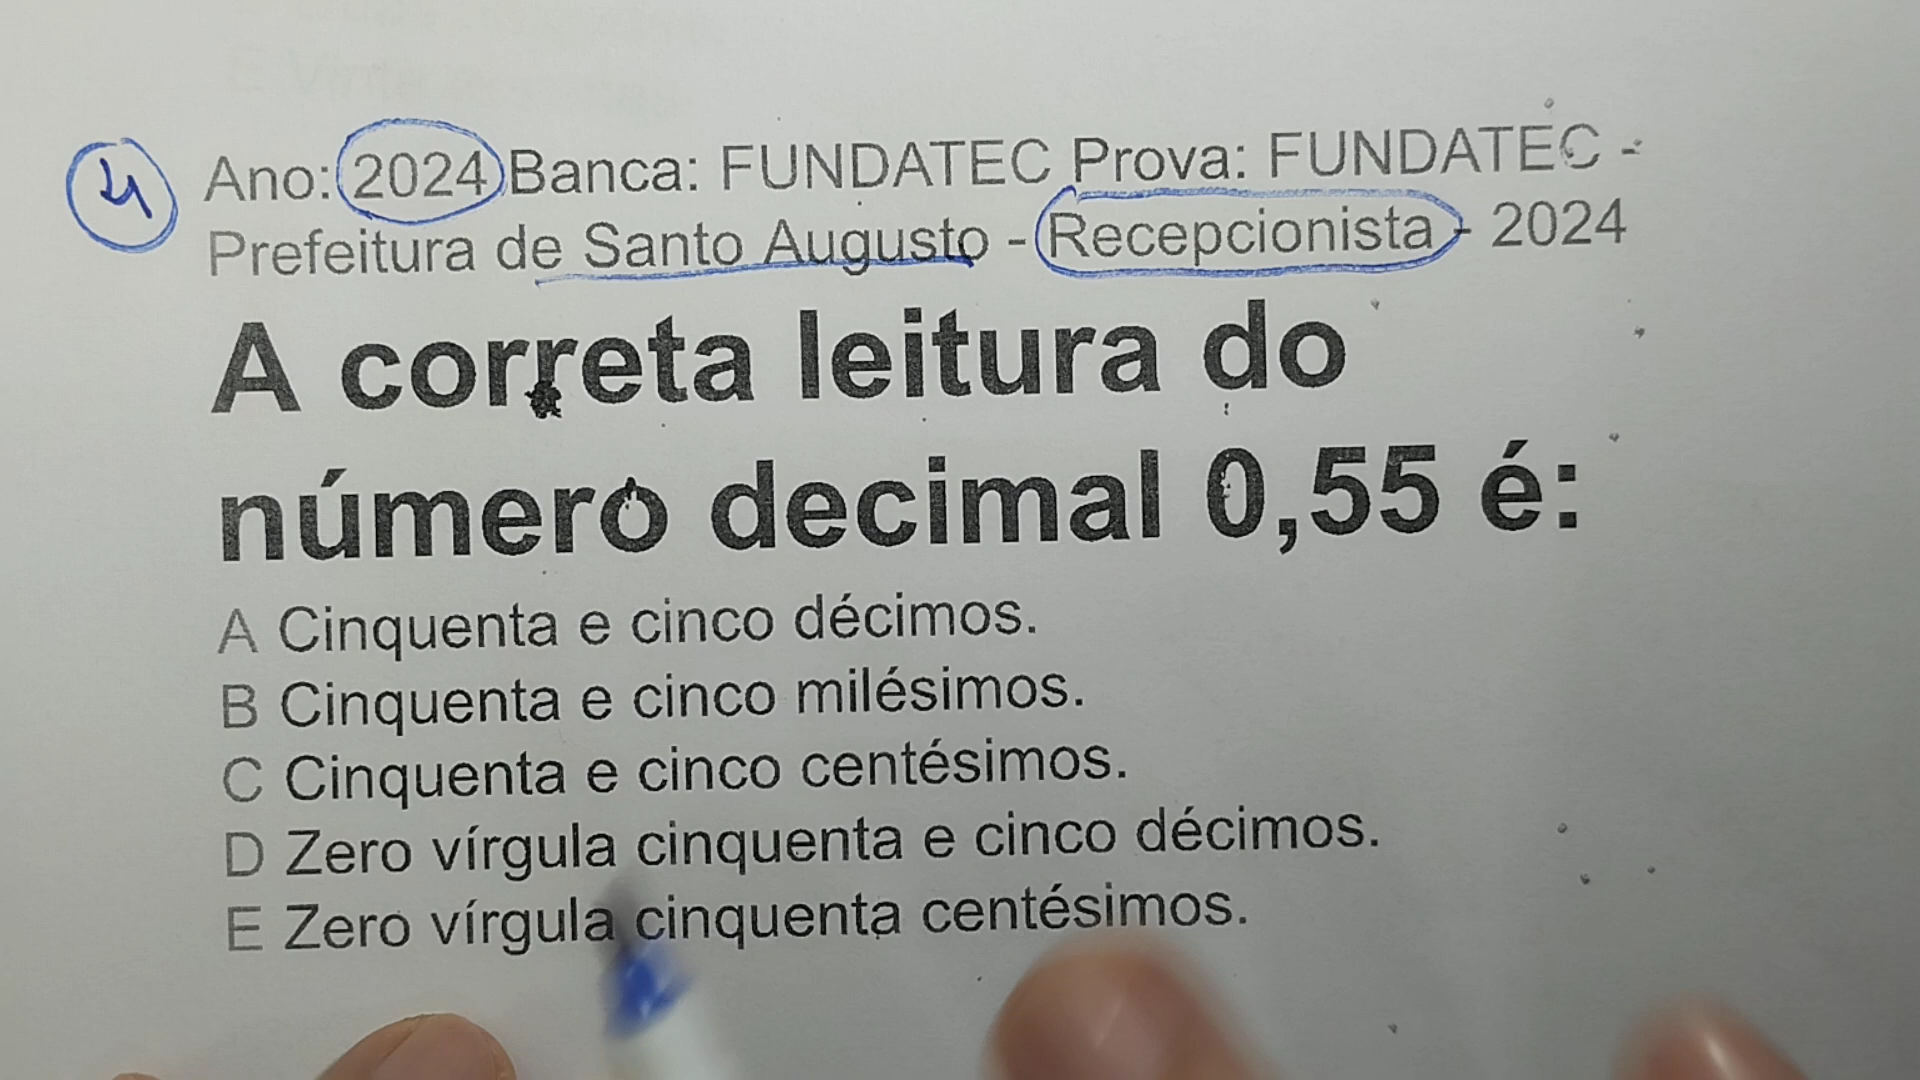 4 Ano: 2024 Banca: FUNDATEC Prova: FUNDATEC -
Prefeitura de Santo Augusto - Recepcionista - 2024
A correta leitura do
número decimal 0,55 é:
A Cinquenta e cinco décimos.
B Cinquenta e cinco milésimos.
C Cinquenta e cinco centésimos.
D Zero vírgula cinquenta e cinco décimos.
E Zero vírgula cinquenta centésimos.